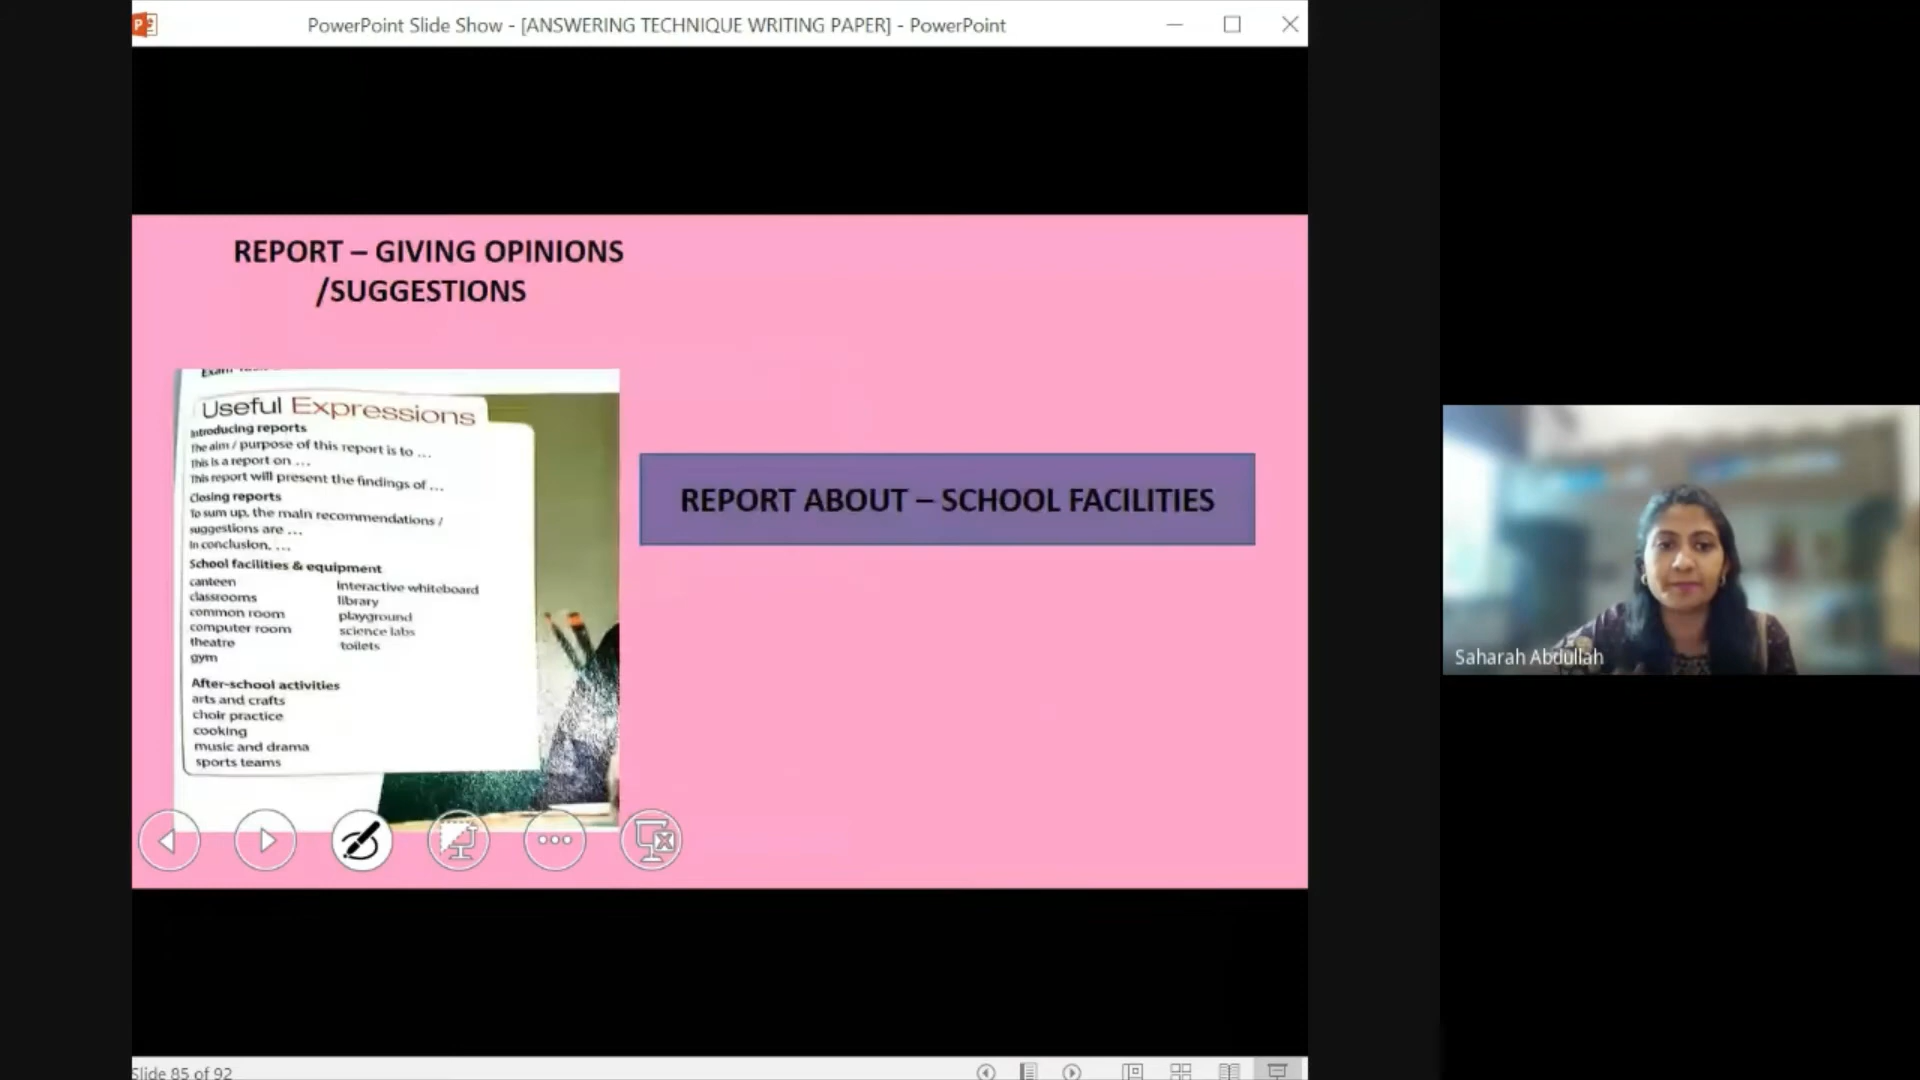 PowerPoint Slide Show - [ANSWERING TECHNIQUE WRITING PAPER] - PowerPoint
REPORT – GIVING OPINIONS
/SUGGESTIONS
Useful Expressions
Introducing reports
The aim / purpose of this report is to ...
This is a report on ...
This report will present the findings of ...
Closing reports
To sum up, the main recommendations /
suggestions are ...
In conclusion, ...
School facilities & equipment
canteen
classrooms
common room
computer room
theatre
gym
interactive whiteboard
library
playground
science labs
toilets
After-school activities
arts and crafts
choir practice
cooking
music and drama
sports teams
REPORT ABOUT – SCHOOL FACILITIES
Saharah Abdullah
Slide 85 of 92